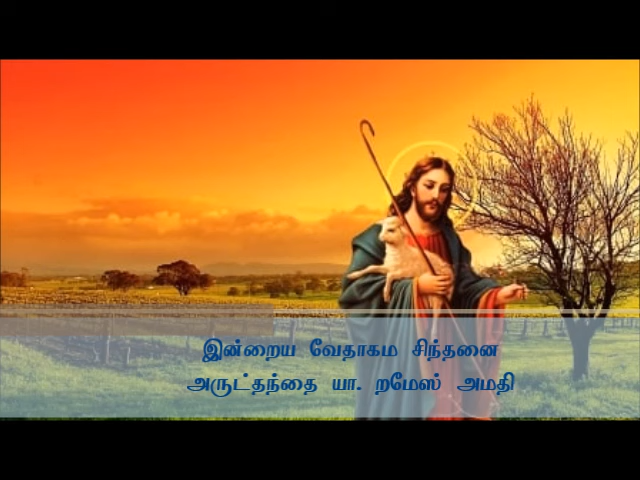 இன்றைய வேதாகம சிந்தனை
அருட்தந்தை யா. றமேஸ் அமதி